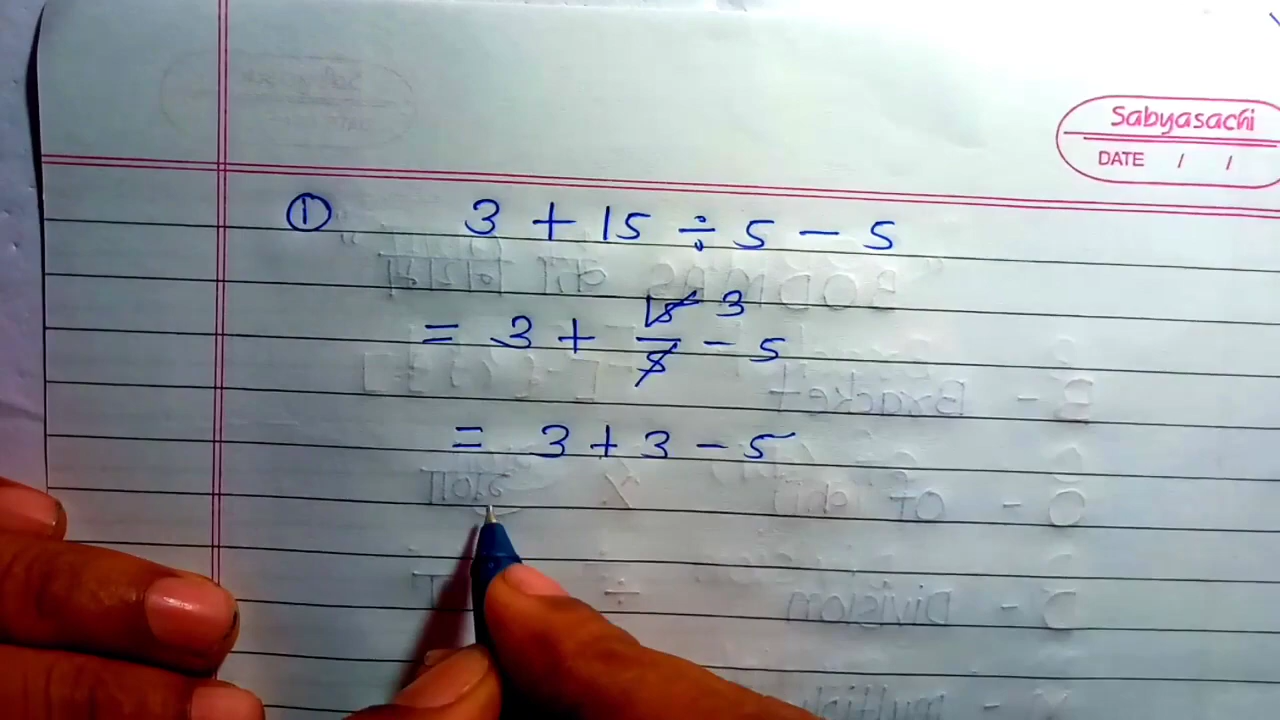 Sabyasachi
DATE / /
① 3 + 15 ÷ 5 - 5
= 3 + 15/5 3 - 5
= 3 + 3 - 5